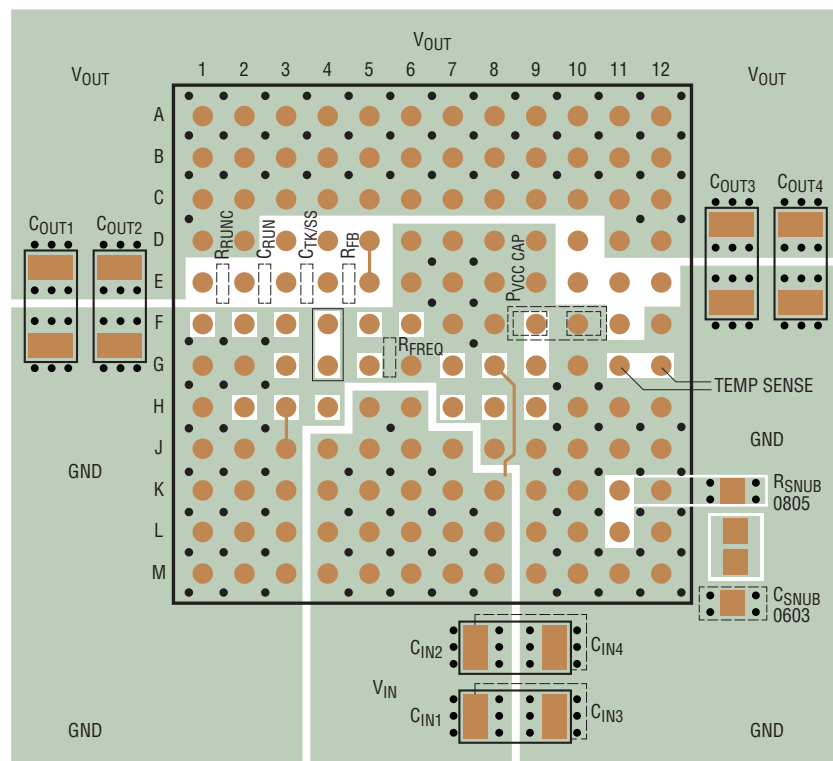 VOUT
VOUT
VOUT
1 2 3 4 5 6 7 8 9 10 11 12
A
B
C
D
E
F
G
H
J
K
L
M
COUT1
COUT2
COUT3
COUT4
RRUNC
CRUN
CTK/SS
RFB
PVCC CAP
RFREQ
TEMP SENSE
GND
GND
RSNUB
0805
CSNUB
0603
CIN2
CIN4
VIN
CIN1
CIN3
GND
GND